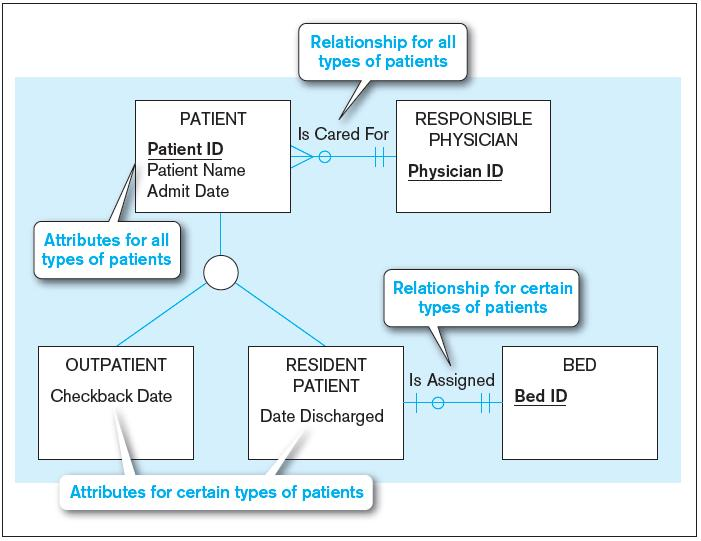 Relationship for all
types of patients
PATIENT
Patient ID
Patient Name
Admit Date
Is Cared For
RESPONSIBLE
PHYSICIAN
Physician ID
Attributes for all
types of patients
Relationship for certain
types of patients
OUTPATIENT
Checkback Date
RESIDENT
PATIENT
Date Discharged
Is Assigned
BED
Bed ID
Attributes for certain types of patients